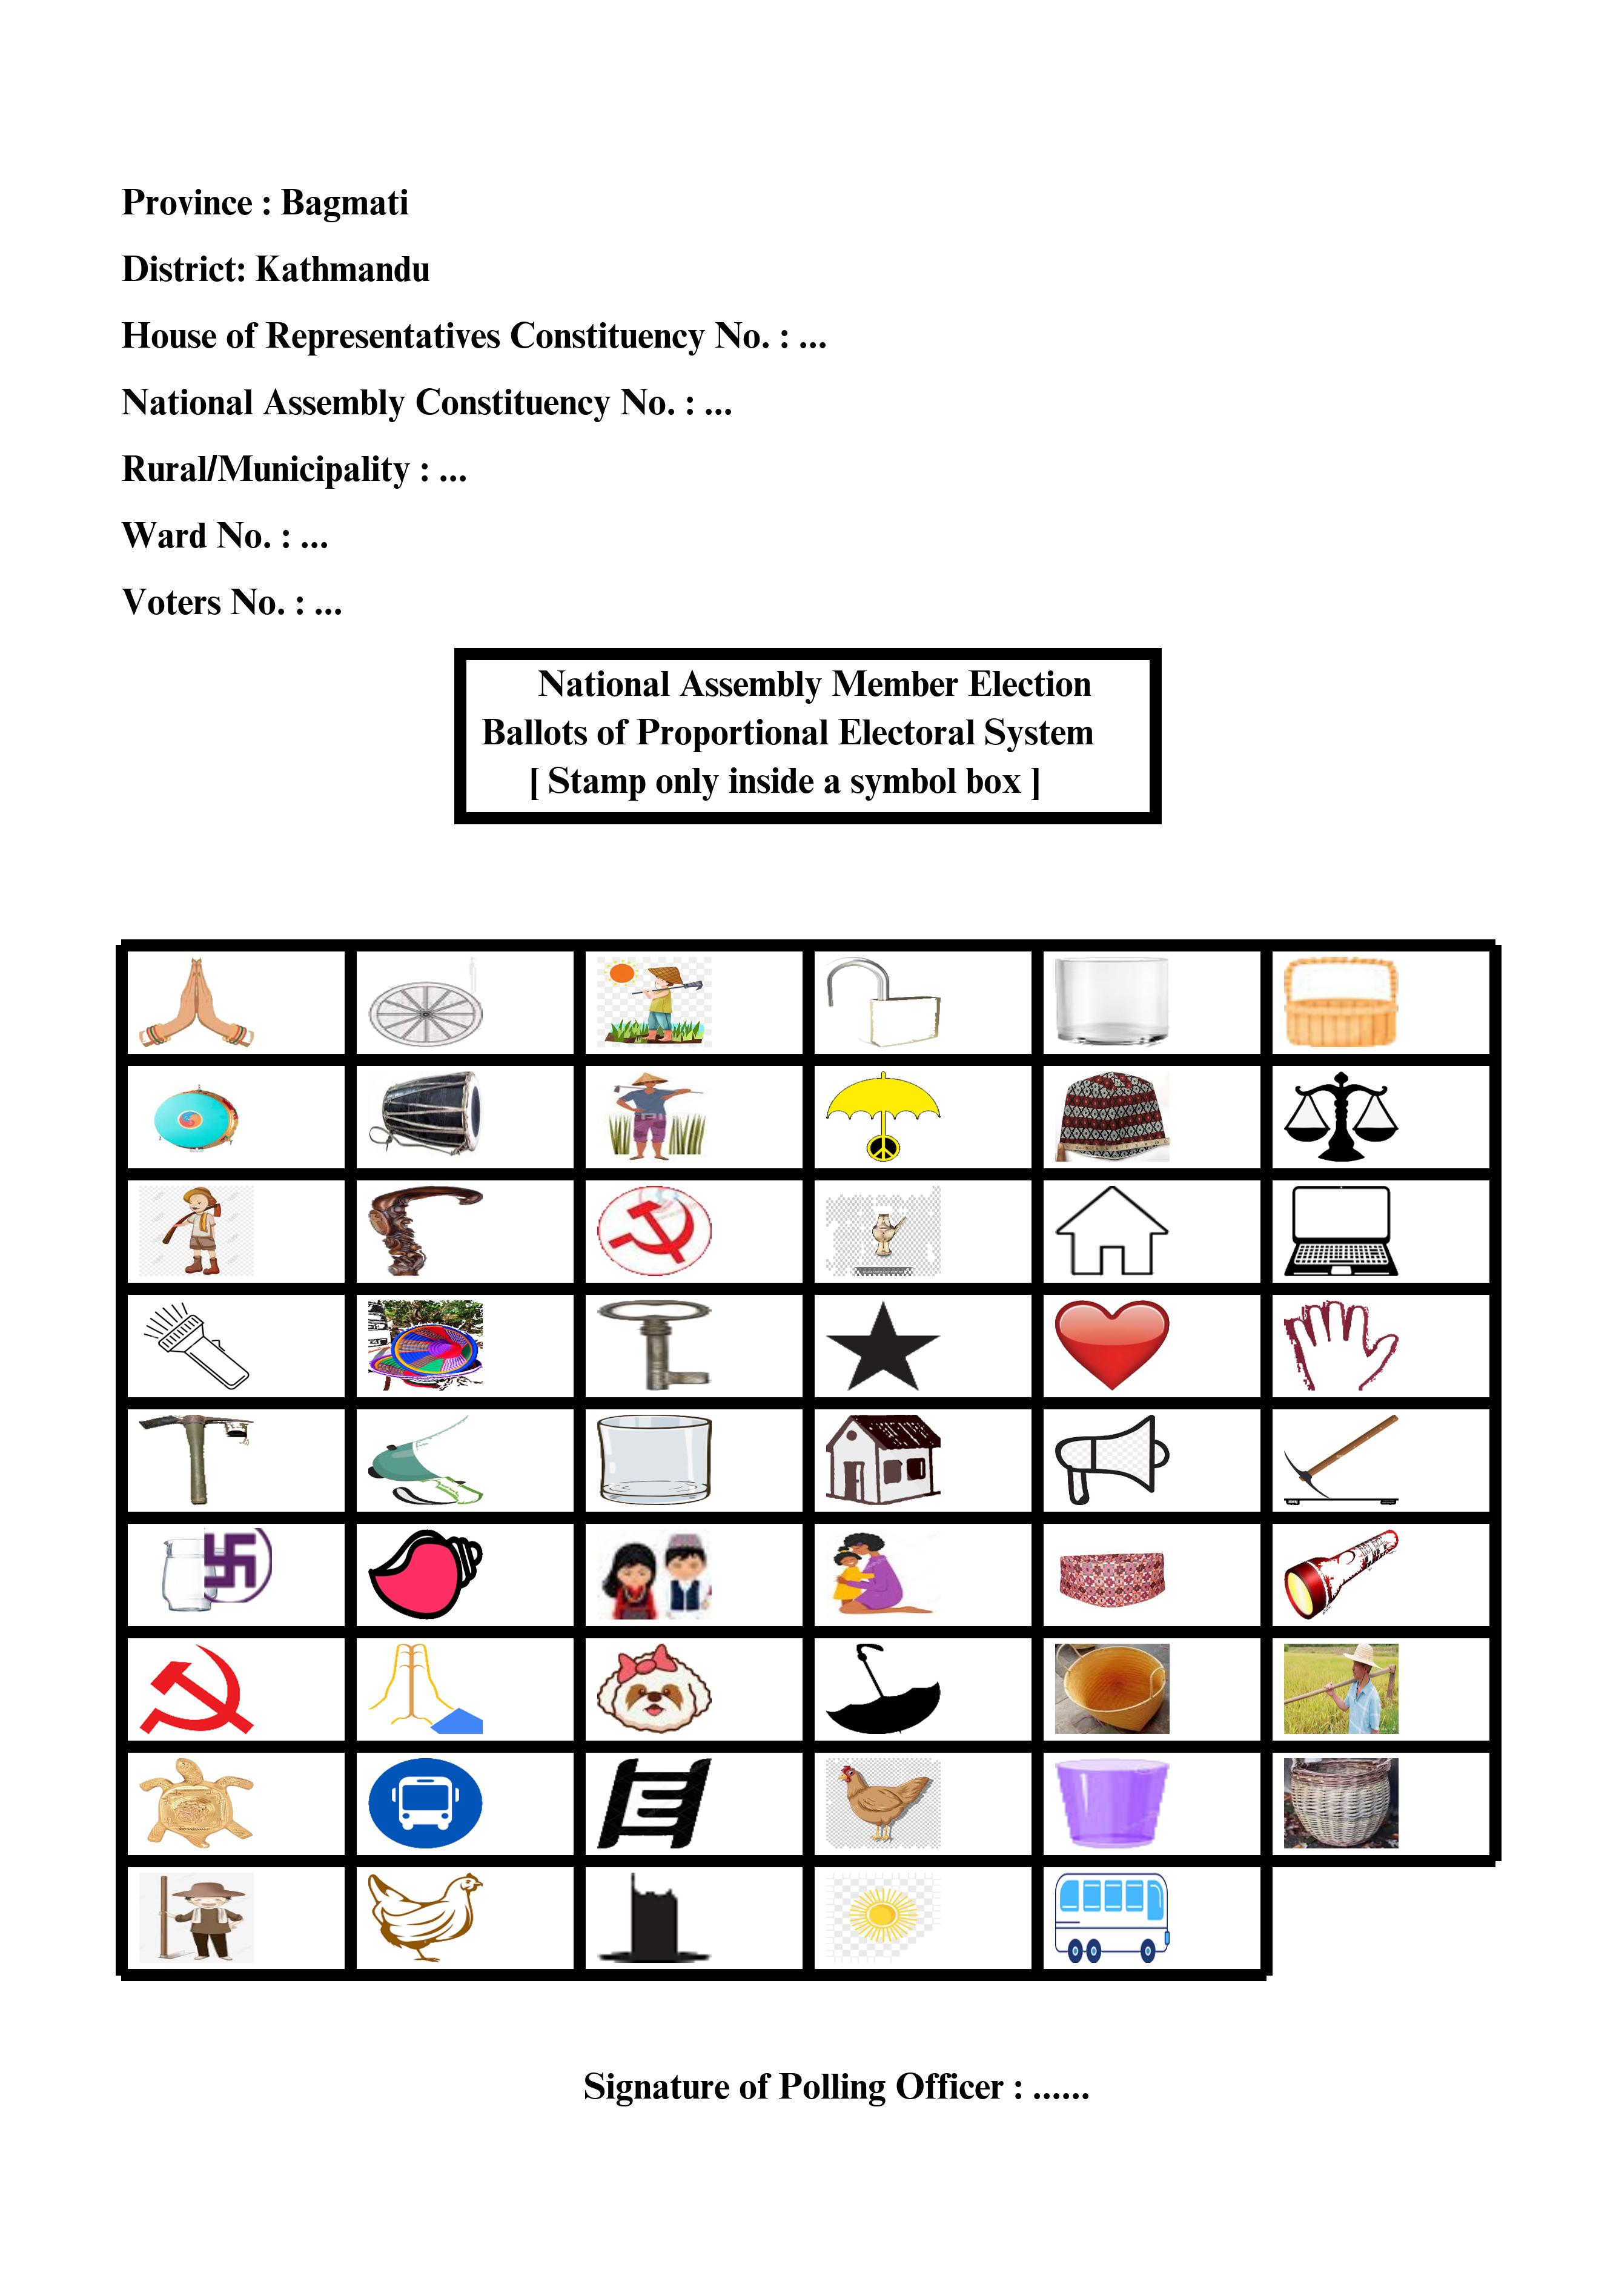 Province : Bagmati
District: Kathmandu
House of Representatives Constituency No. : ...
National Assembly Constituency No. : ...
Rural/Municipality : ...
Ward No. : ...
Voters No. : ...
National Assembly Member Election
Ballots of Proportional Electoral System
[ Stamp only inside a symbol box ]
Signature of Polling Officer : ......